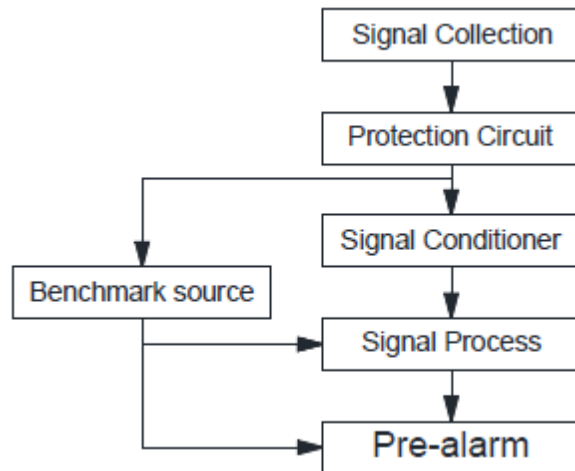 Signal Collection
Protection Circuit
Signal Conditioner
Benchmark source
Signal Process
Pre-alarm